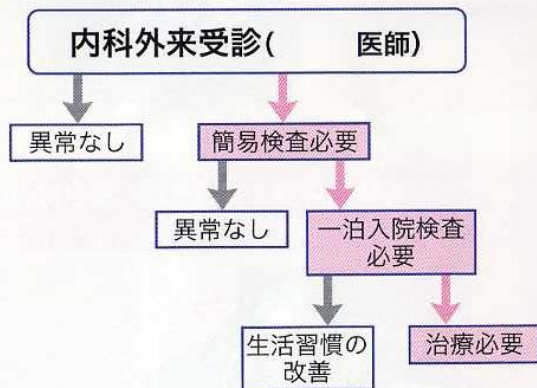 内科外来受診(　　　医師)
異常なし
簡易検査必要
異常なし
一泊入院検査
必要
生活習慣の
改善
治療必要